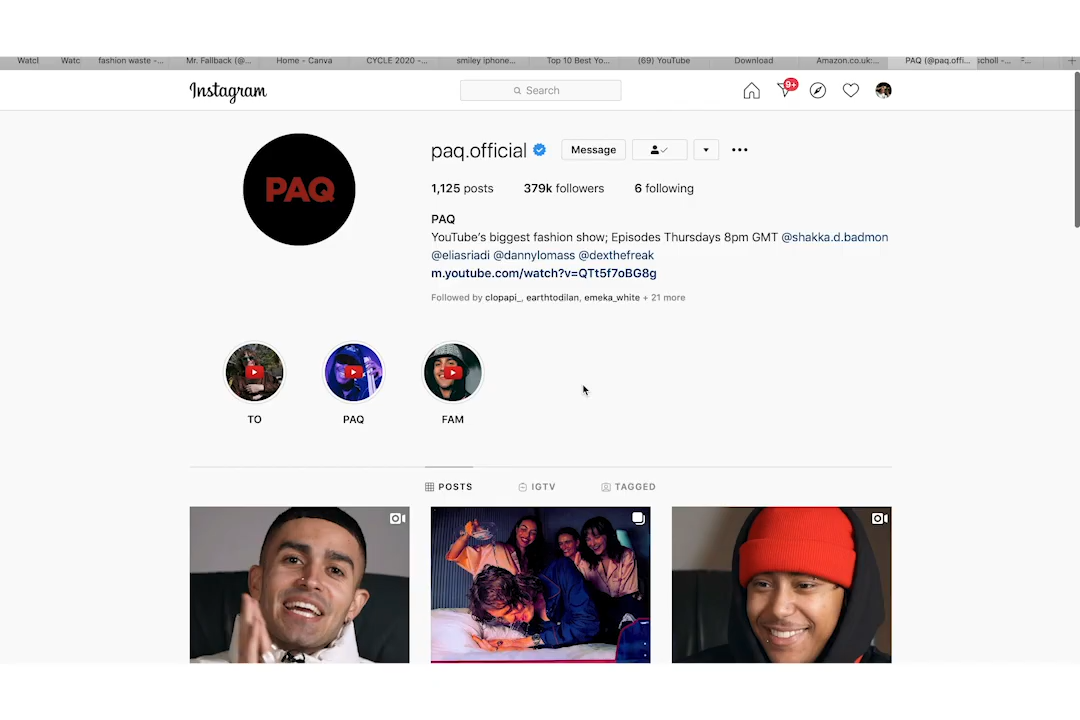 Watcl Watc fashion waste -... Mr. Fallback (@... Home - Canva CYCLE 2020 -... smiley iphone... Top 10 Best Yo... (69) YouTube Download Amazon.co.uk:... PAQ (@paq.offi... scholl -...
Instagram Search 9+
PAQ
paq.official Message
1,125 posts 379k followers 6 following
PAQ
YouTube's biggest fashion show; Episodes Thursdays 8pm GMT @shakka.d.badmon
@eliasriadi @dannylomass @dexthefreak
m.youtube.com/watch?v=QTt5f7oBG8g
Followed by clopapi_, earthtodilan, emeka_white + 21 more
TO PAQ FAM
POSTS IGTV TAGGED